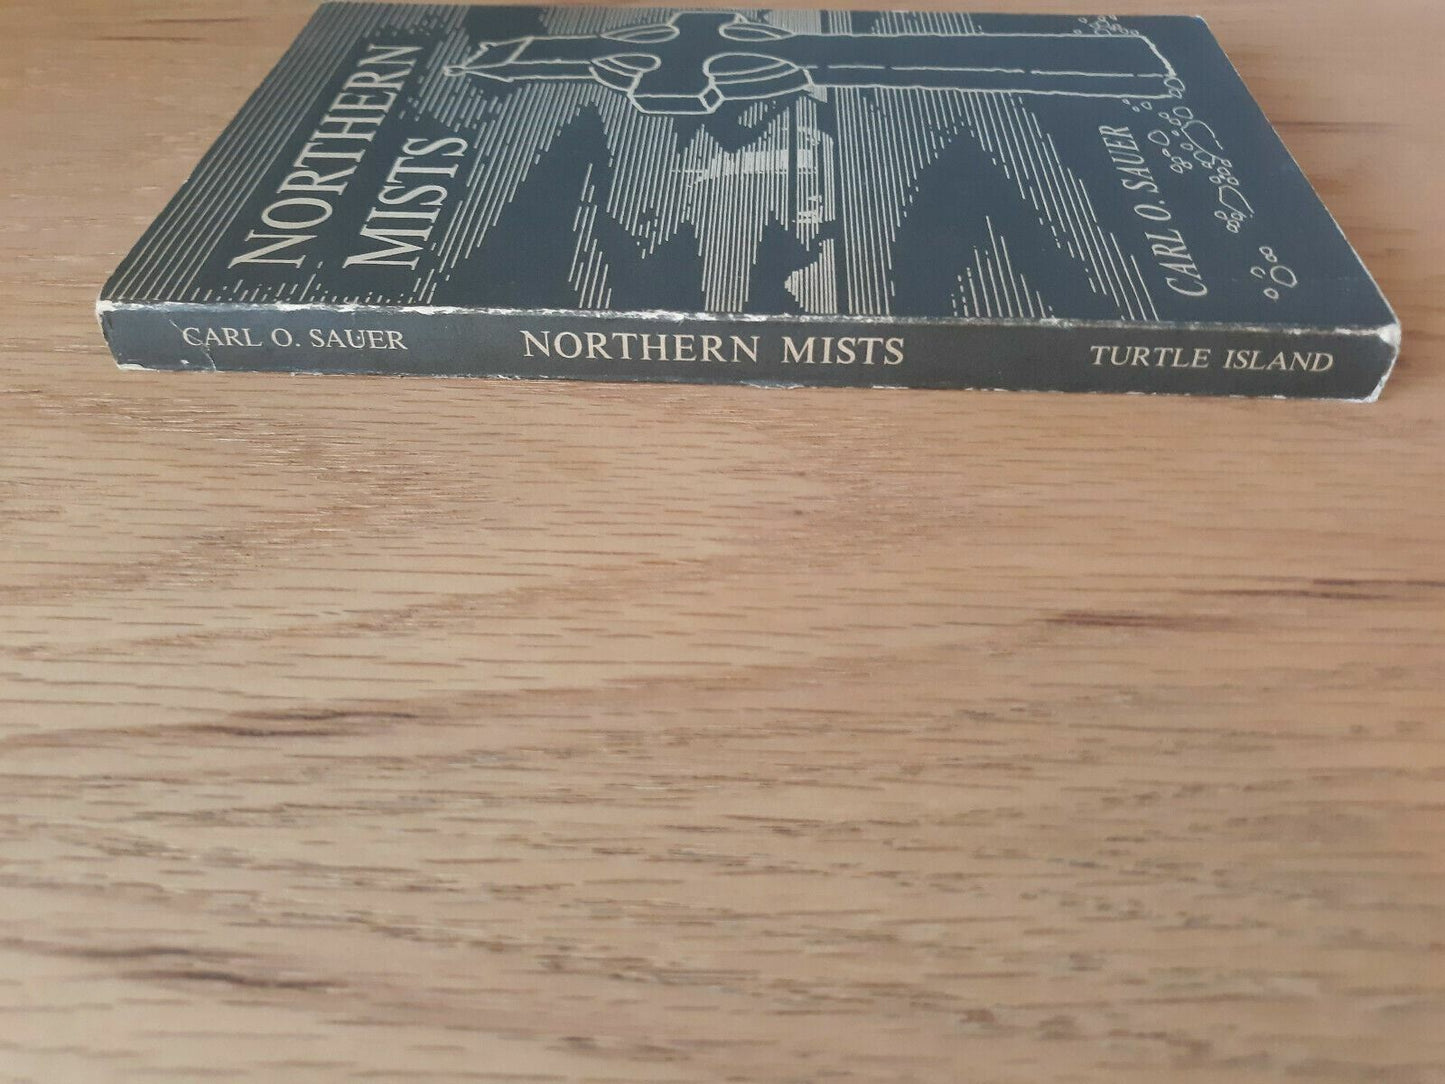 NORTHERN
MISTS
CARL O. SAUER
CARL O. SAUER NORTHERN MISTS TURTLE ISLAND